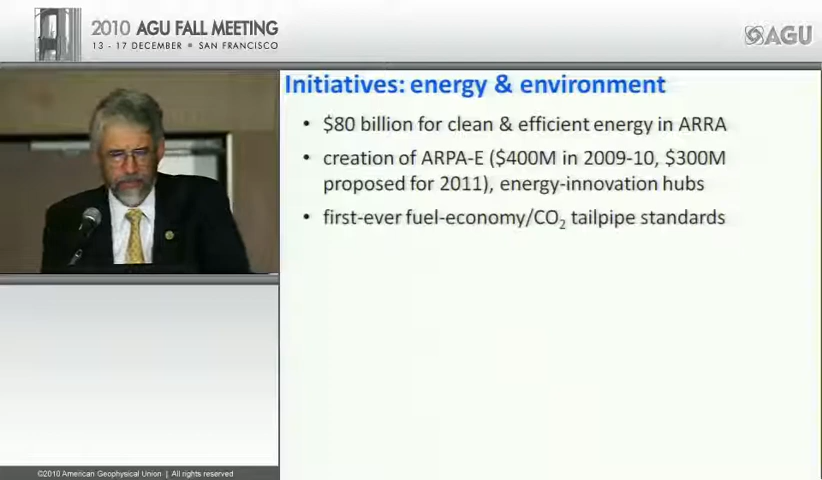 2010 AGU FALL MEETING
13 - 17 DECEMBER ▪ SAN FRANCISCO
AGU
Initiatives: energy & environment
• $80 billion for clean & efficient energy in ARRA
• creation of ARPA-E ($400M in 2009-10, $300M
proposed for 2011), energy-innovation hubs
• first-ever fuel-economy/CO₂ tailpipe standards
©2010 American Geophysical Union | All rights reserved